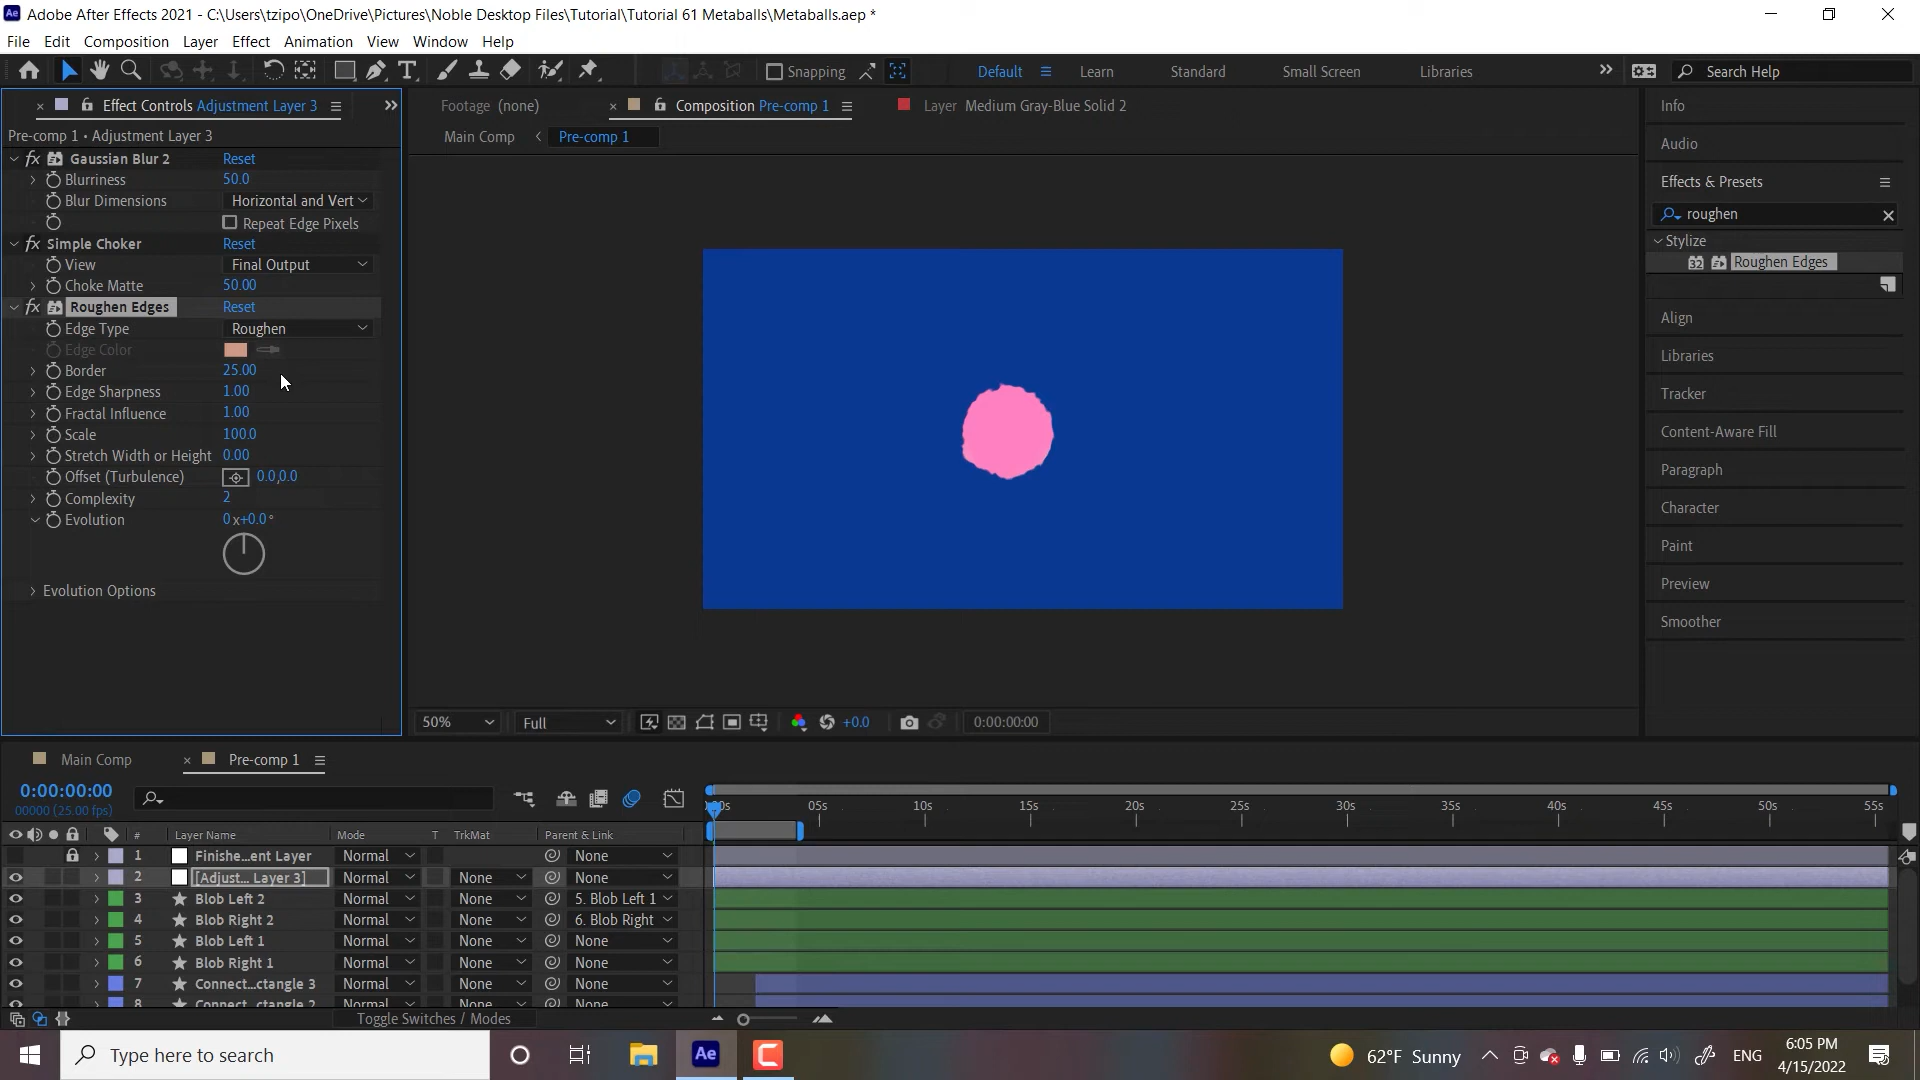 Adobe After Effects 2021 - C:\Users\tzipo\OneDrive\Pictures\Noble Desktop Files\Tutorial\Tutorial 61 Metaballs\Metaballs.aep *
File Edit Composition Layer Effect Animation View Window Help
Snapping Default Learn Standard Small Screen Libraries Search Help
Effect Controls Adjustment Layer 3
Footage (none)
Composition Pre-comp 1
Layer Medium Gray-Blue Solid 2
Info
Pre-comp 1 • Adjustment Layer 3
Main Comp Pre-comp 1
Audio
fx Gaussian Blur 2 Reset
Blurriness 50.0
Blur Dimensions Horizontal and Vert
Repeat Edge Pixels
fx Simple Choker Reset
View Final Output
Choke Matte 50.00
fx Roughen Edges Reset
Edge Type Roughen
Edge Color
Border 25.00
Edge Sharpness 1.00
Fractal Influence 1.00
Scale 100.0
Stretch Width or Height 0.00
Offset (Turbulence) 0.0,0.0
Complexity 2
Evolution 0x+0.0°
Evolution Options
Effects & Presets
roughen
Stylize
32 Roughen Edges
Align
Libraries
Tracker
Content-Aware Fill
Paragraph
Character
Paint
Preview
Smoother
50% Full +0.0 0:00:00:00
Main Comp Pre-comp 1
0:00:00:00
00000 (25.00 fps)
05s 10s 15s 20s 25s 30s 35s 40s 45s 50s 55s
# Layer Name Mode T TrkMat Parent & Link
1 Finishe...ent Layer Normal None
2 [Adjust... Layer 3] Normal None None
3 Blob Left 2 Normal None 5. Blob Left 1
4 Blob Right 2 Normal None 6. Blob Right
5 Blob Left 1 Normal None None
6 Blob Right 1 Normal None None
7 Connect...ctangle 3 Normal None None
8 Connect...ctangle 2 Normal None None
Toggle Switches / Modes
Type here to search
Ae
62°F Sunny
ENG
6:05 PM
4/15/2022